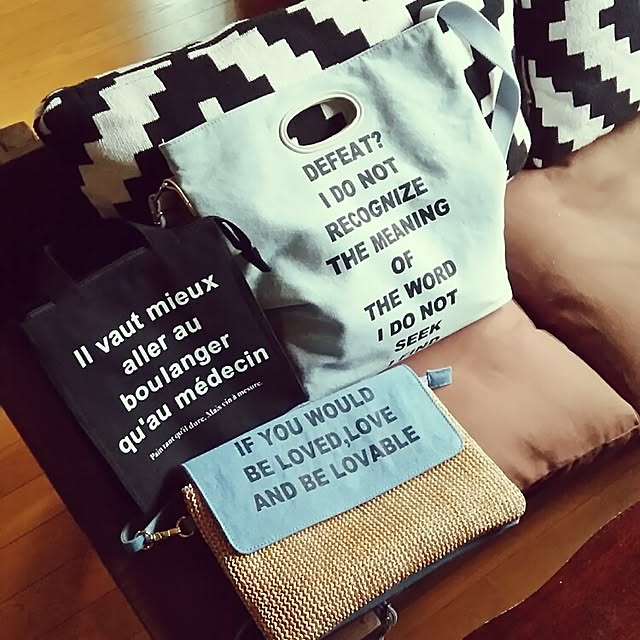 DEFEAT?
I DO NOT
RECOGNIZE
THE MEANING
OF
THE WORD
I DO NOT
SEEK
I FIND
Il vaut mieux
aller au
boulanger
qu'au médecin
Pain tant qu'il dure, Mais vin à mesure.
IF YOU WOULD
BE LOVED,LOVE
AND BE LOVABLE